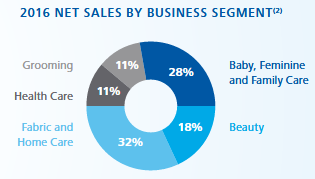 2016 NET SALES BY BUSINESS SEGMENT(2)
Grooming
11%
28%
Baby, Feminine
and Family Care
Health Care
11%
Fabric and
Home Care
32%
18%
Beauty